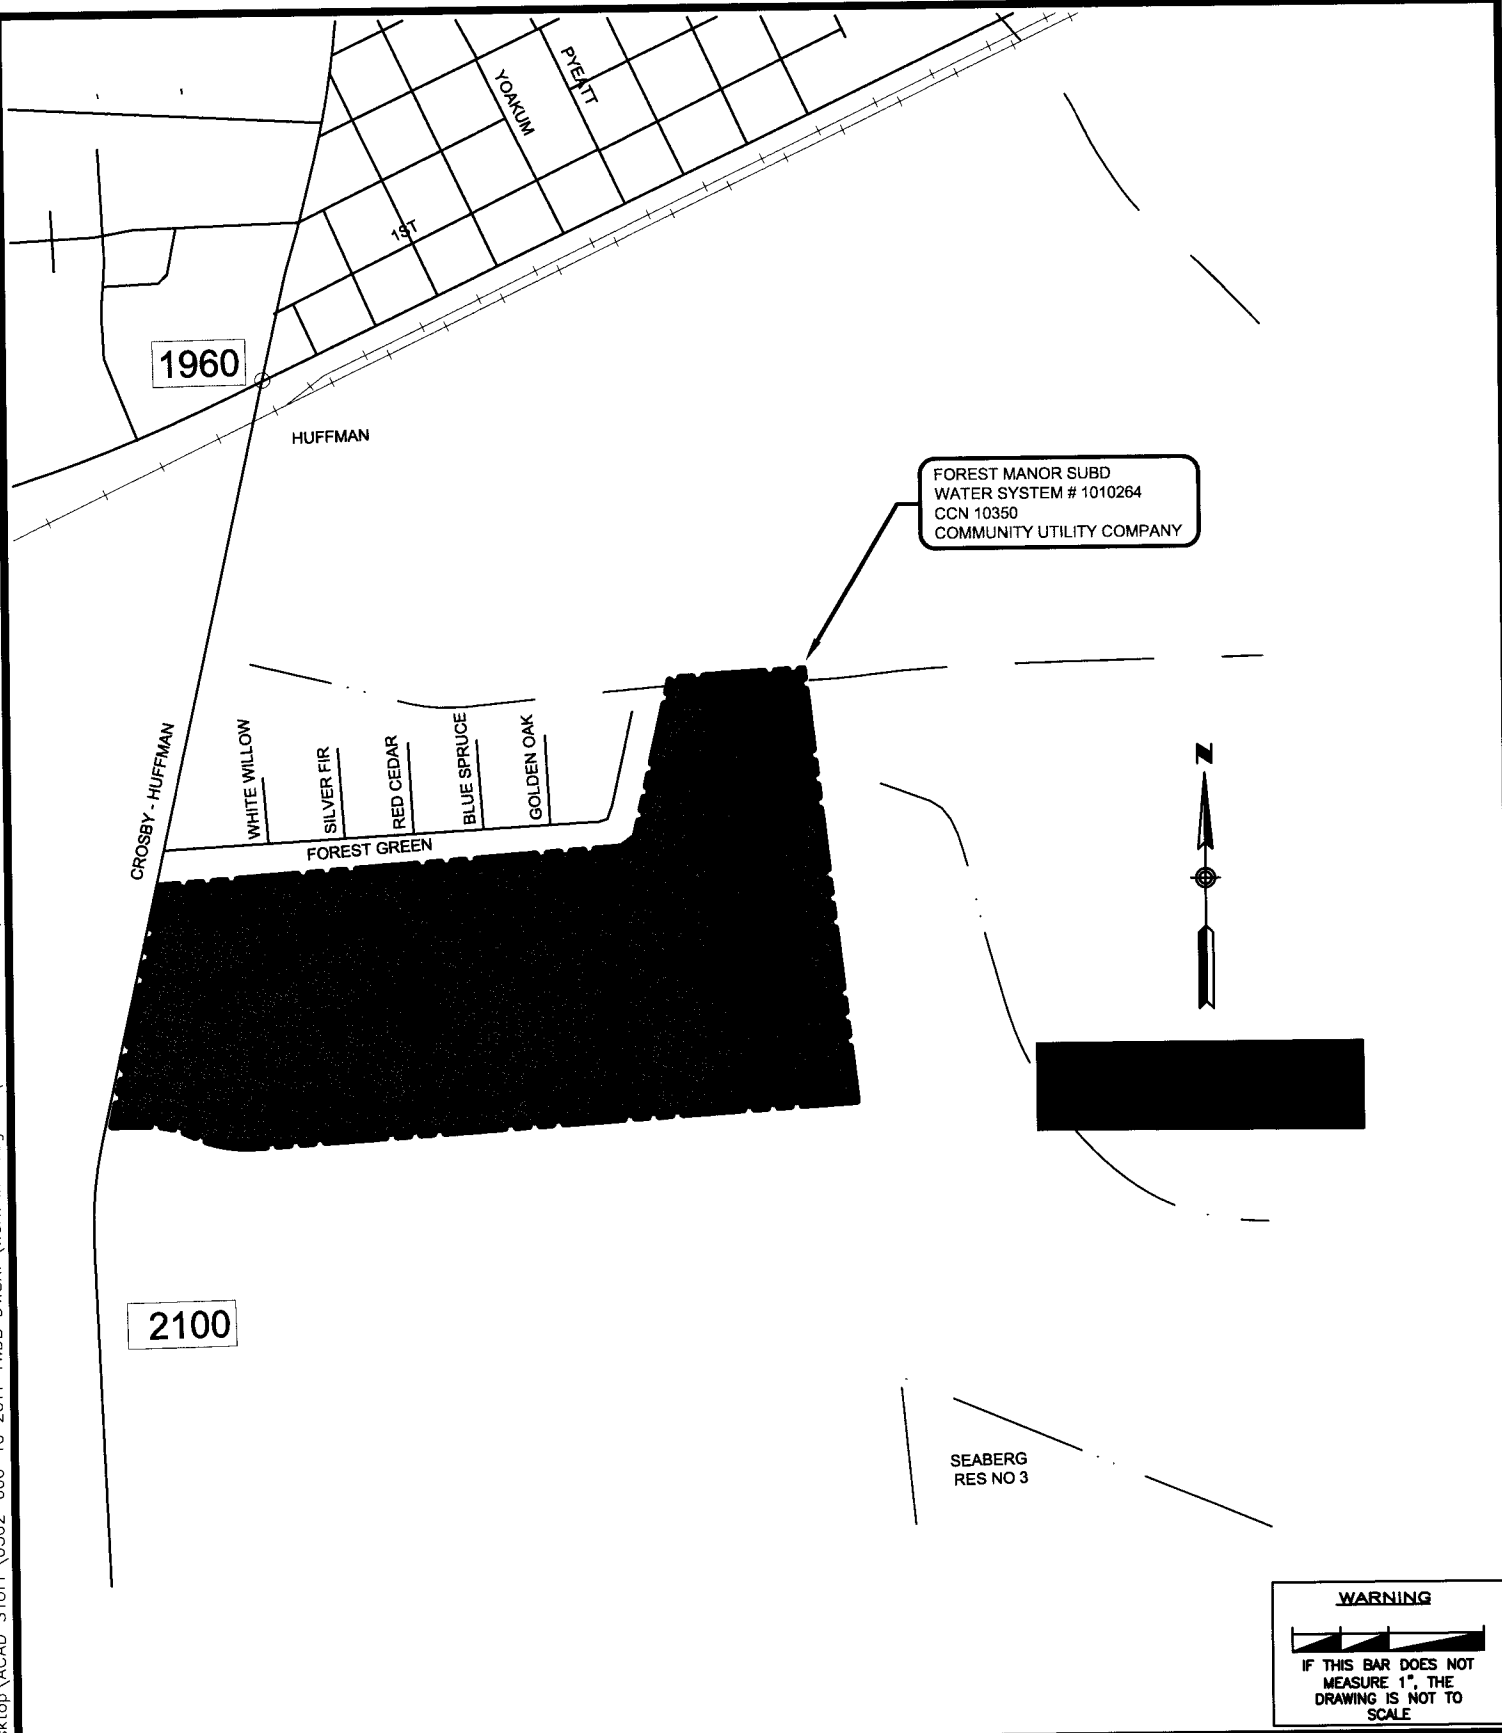 PYEATT
YOAKUM
1ST
1960
HUFFMAN
FOREST MANOR SUBD
WATER SYSTEM # 1010264
CCN 10350
COMMUNITY UTILITY COMPANY
CROSBY - HUFFMAN
WHITE WILLOW
SILVER FIR
RED CEDAR
BLUE SPRUCE
GOLDEN OAK
FOREST GREEN
N
2100
SEABERG
RES NO 3
WARNING
IF THIS BAR DOES NOT
MEASURE 1", THE
DRAWING IS NOT TO
SCALE